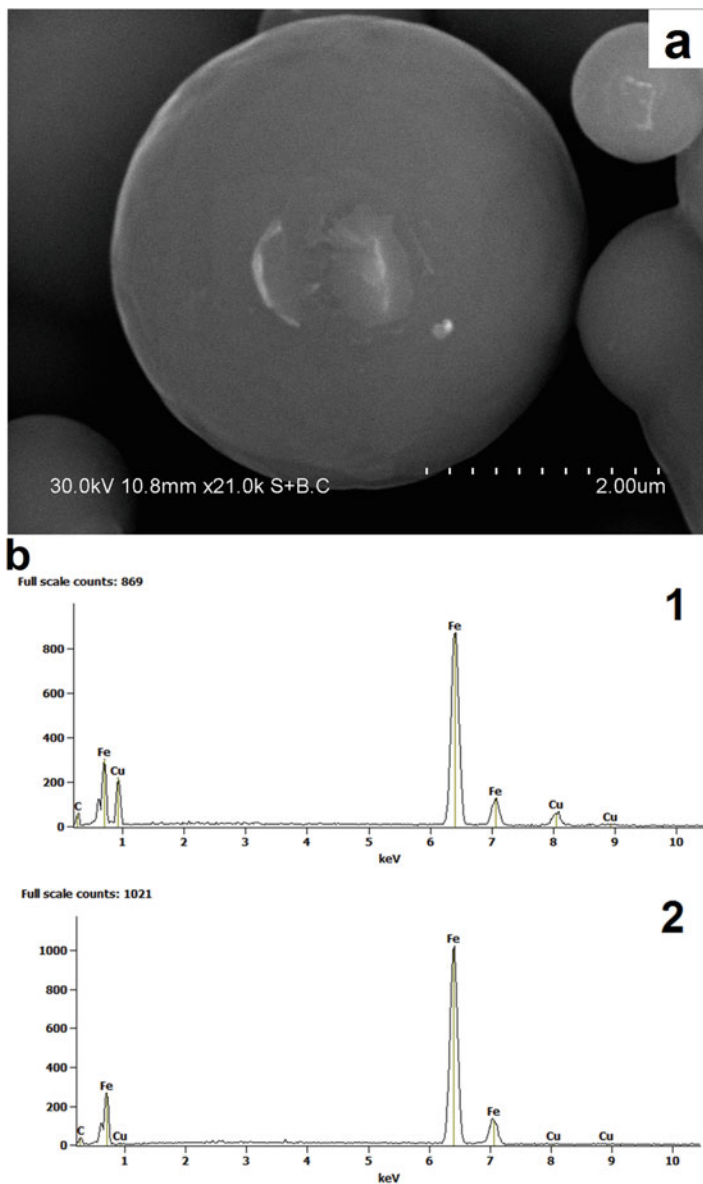 a
30.0kV 10.8mm x21.0k S+B.C 2.00um
b
Full scale counts: 869
1
Fe
800
600
400
Fe
Cu
200
Fe
C
Cu
Cu
0
1 2 3 4 5 6 7 8 9 10
keV
Full scale counts: 1021
2
Fe
1000
800
600
400
Fe
200
Fe
C
Cu
Cu
Cu
0
1 2 3 4 5 6 7 8 9 10
keV